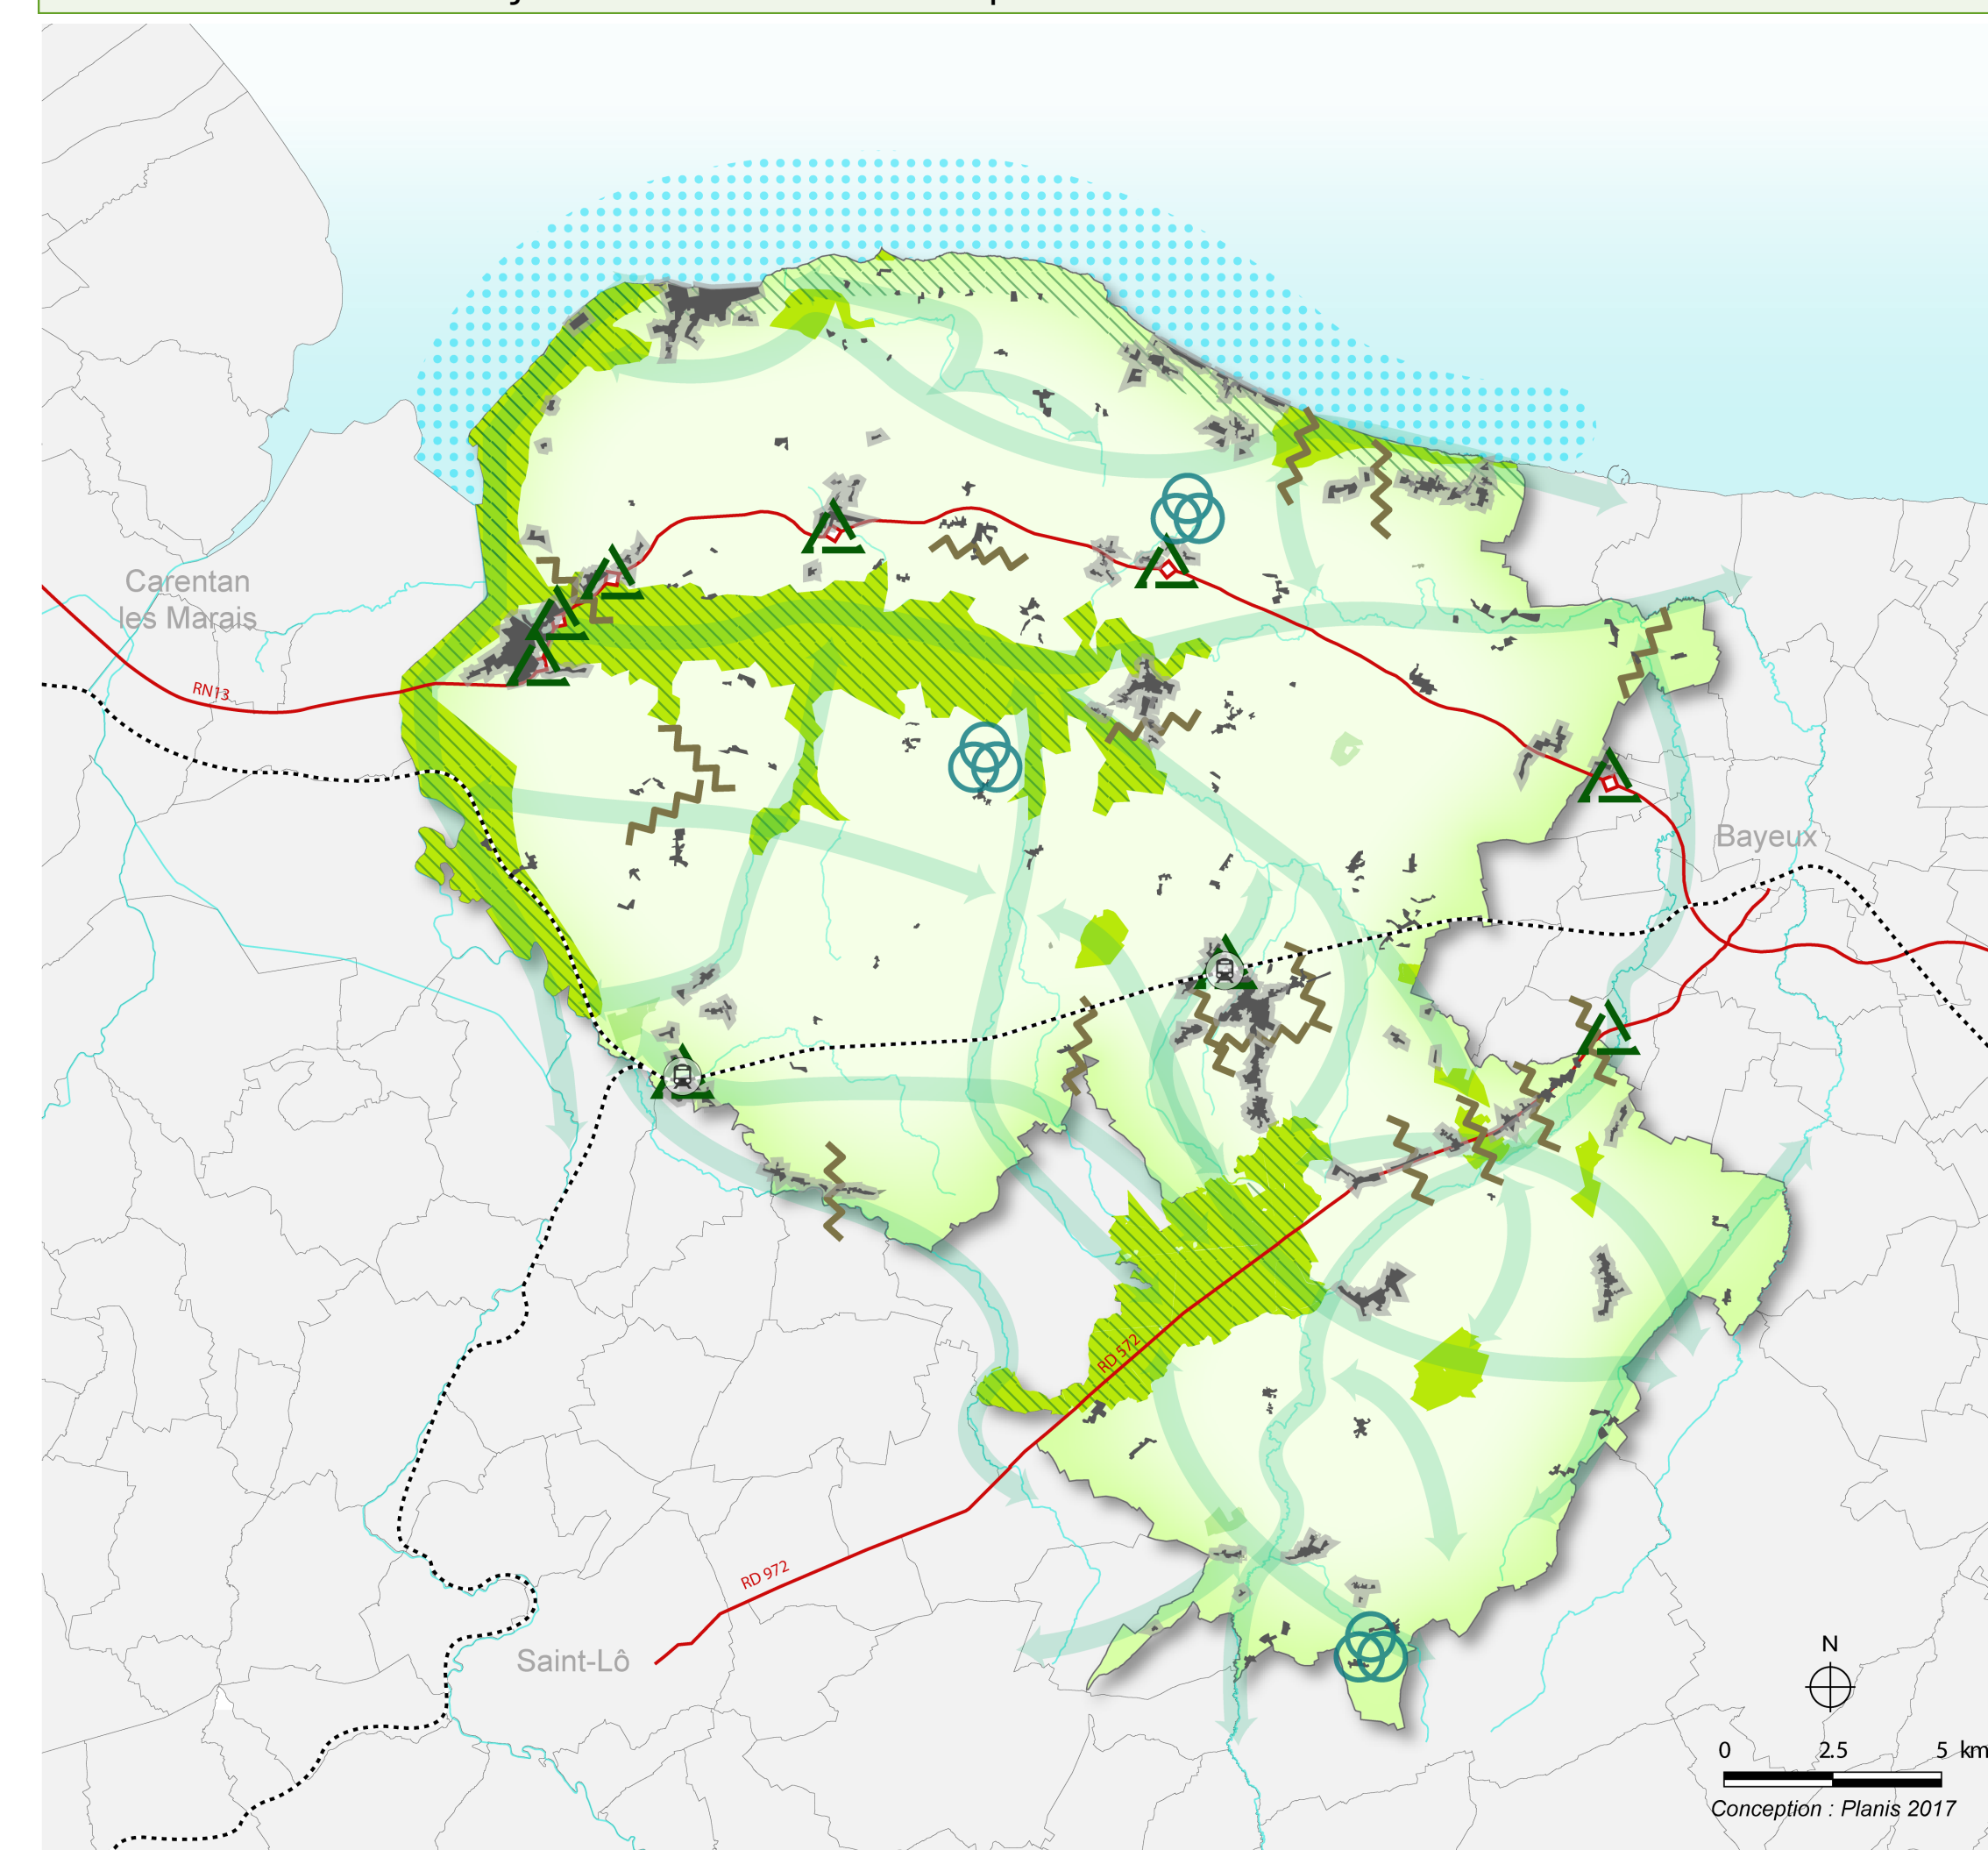 Carentan
les Marais
RN13
Bayeux
RD 572
RD 972
Saint-Lô
N
0 2.5 5 km
Conception : Planis 2017